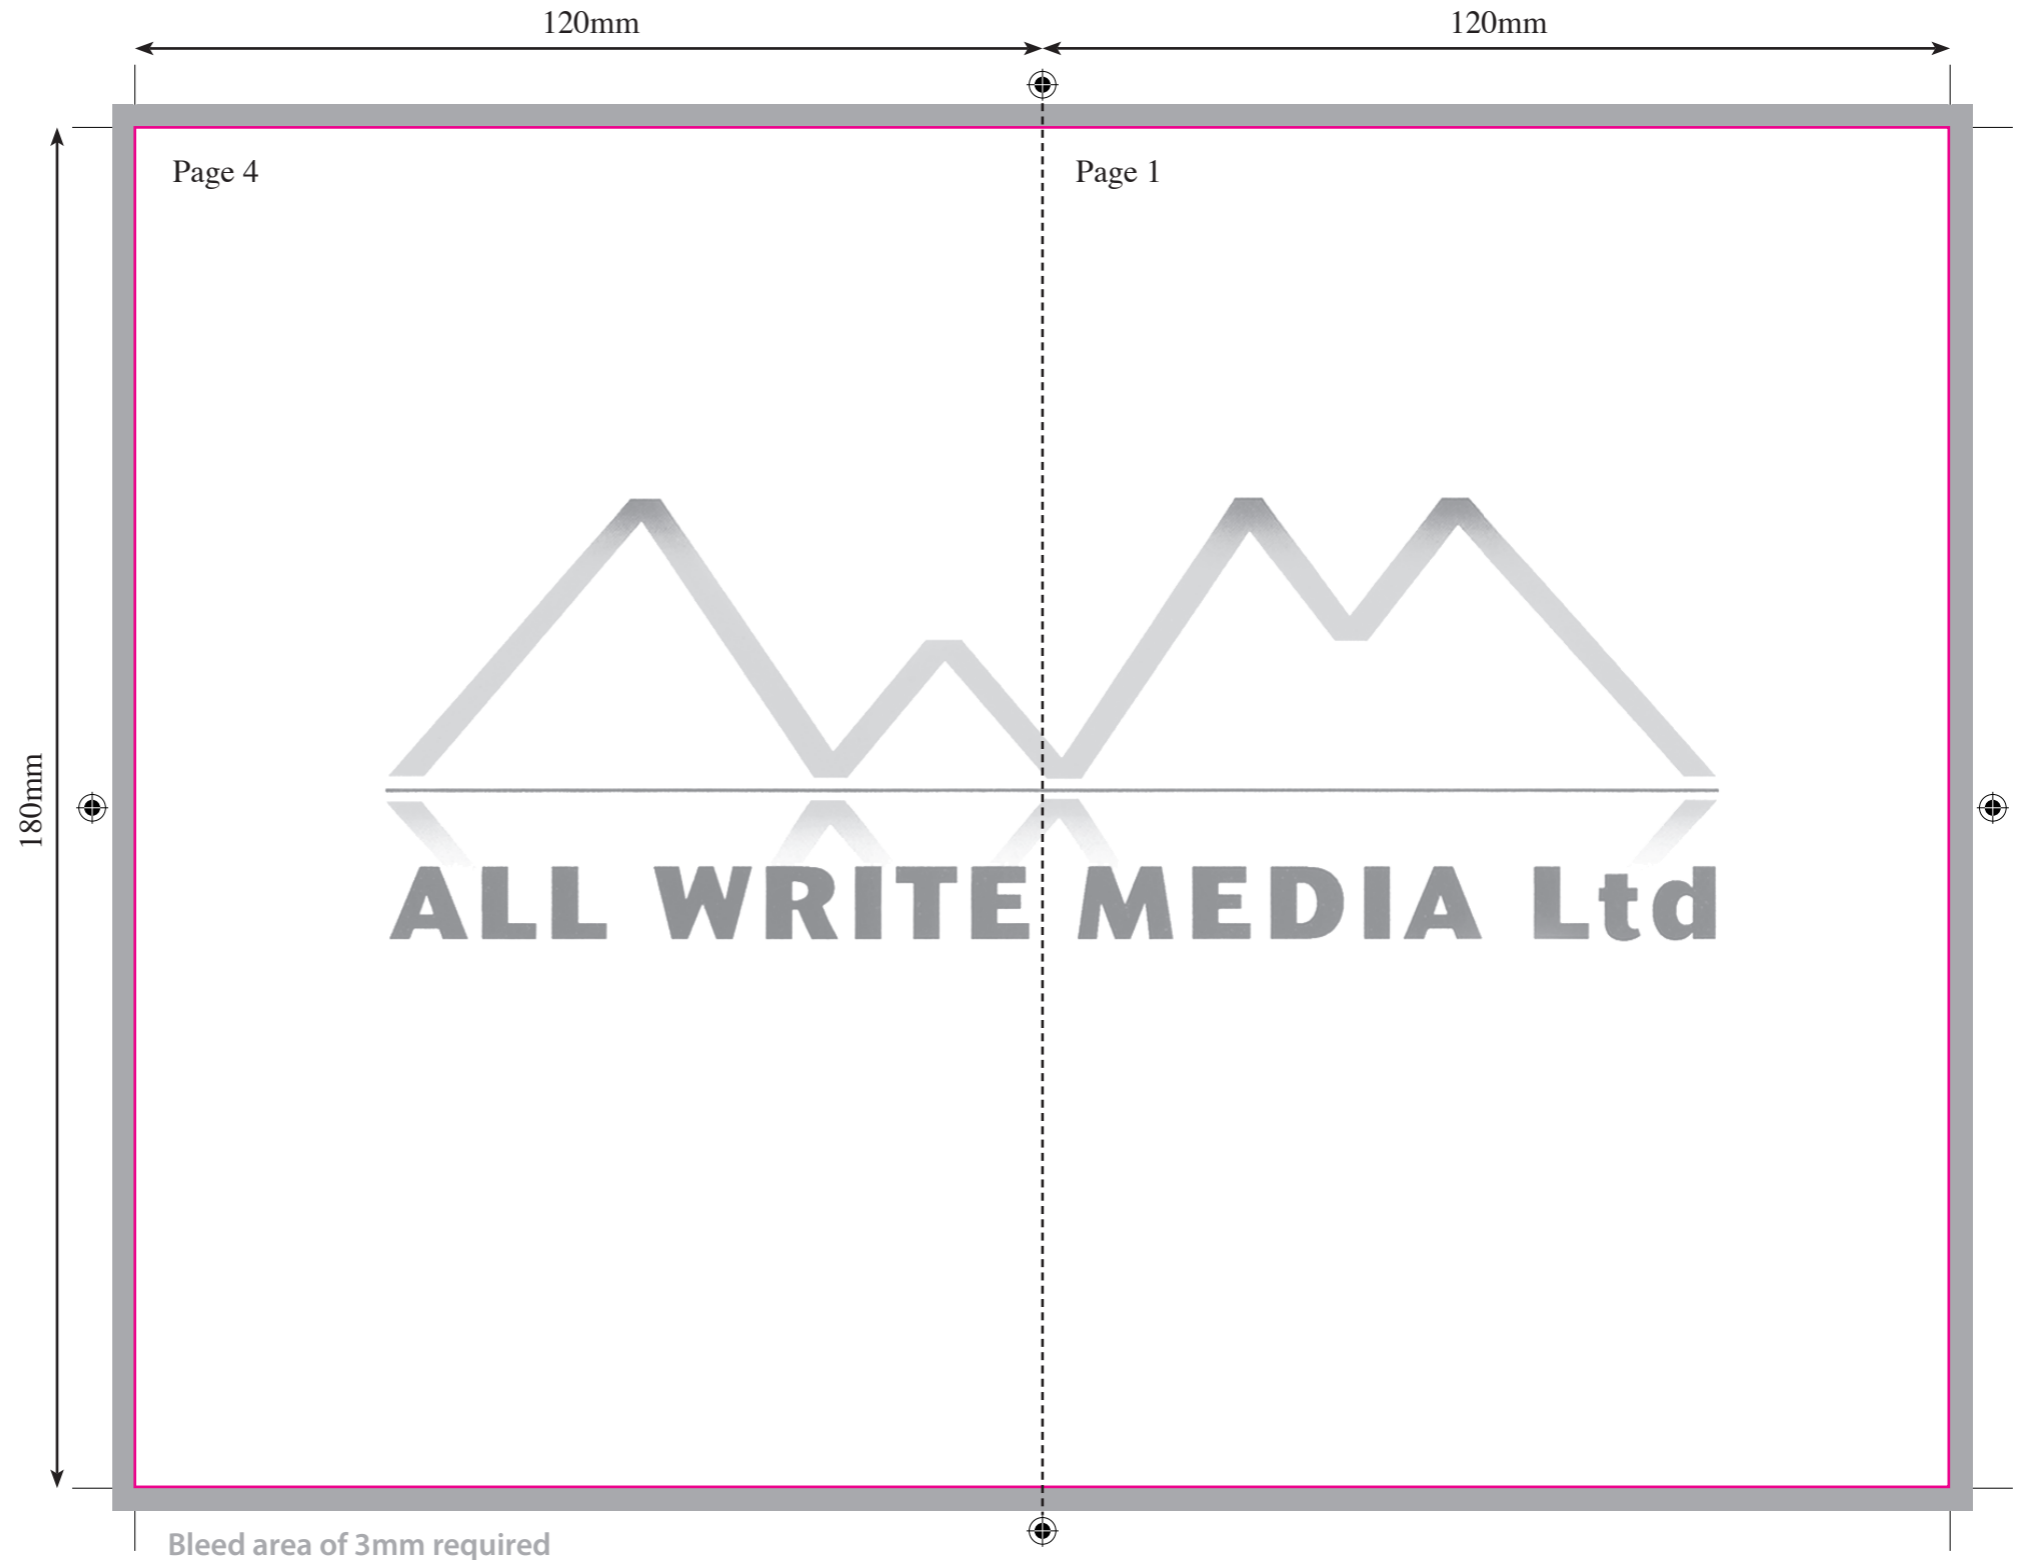 120mm
120mm
Page 4
Page 1
180mm
ALL WRITE MEDIA Ltd
Bleed area of 3mm required